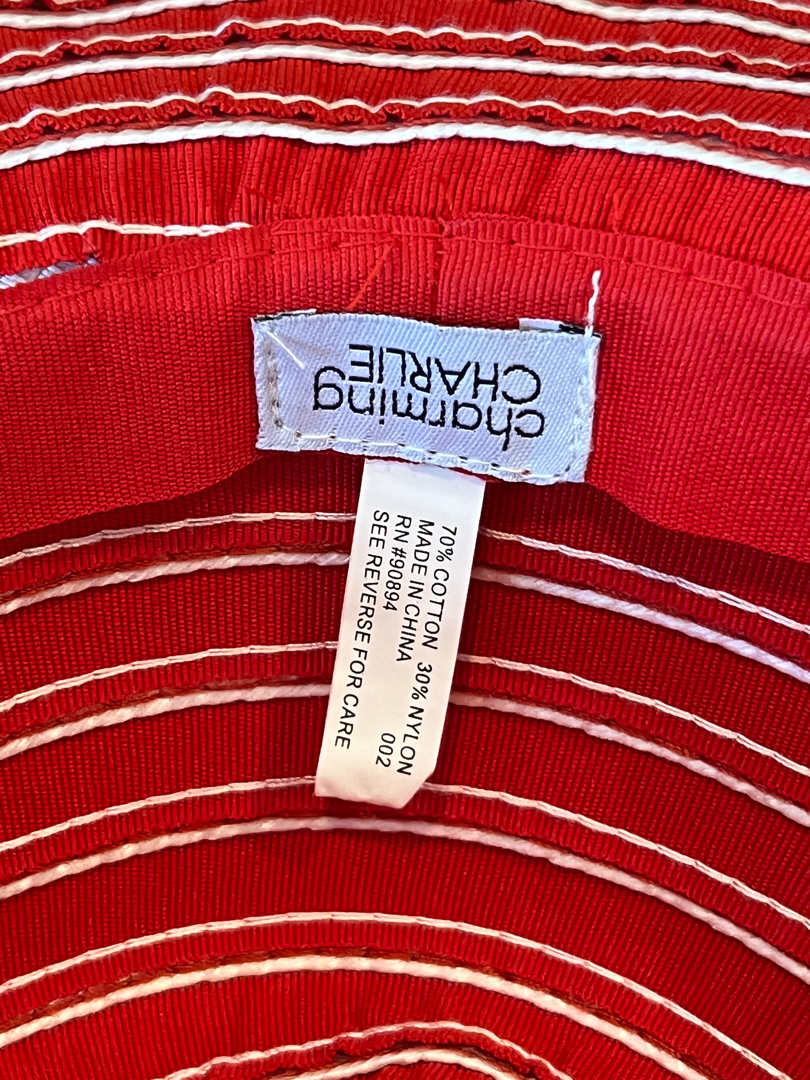 charming
CHARLIE
70% COTTON 30% NYLON
MADE IN CHINA
RN #90894 002
SEE REVERSE FOR CARE